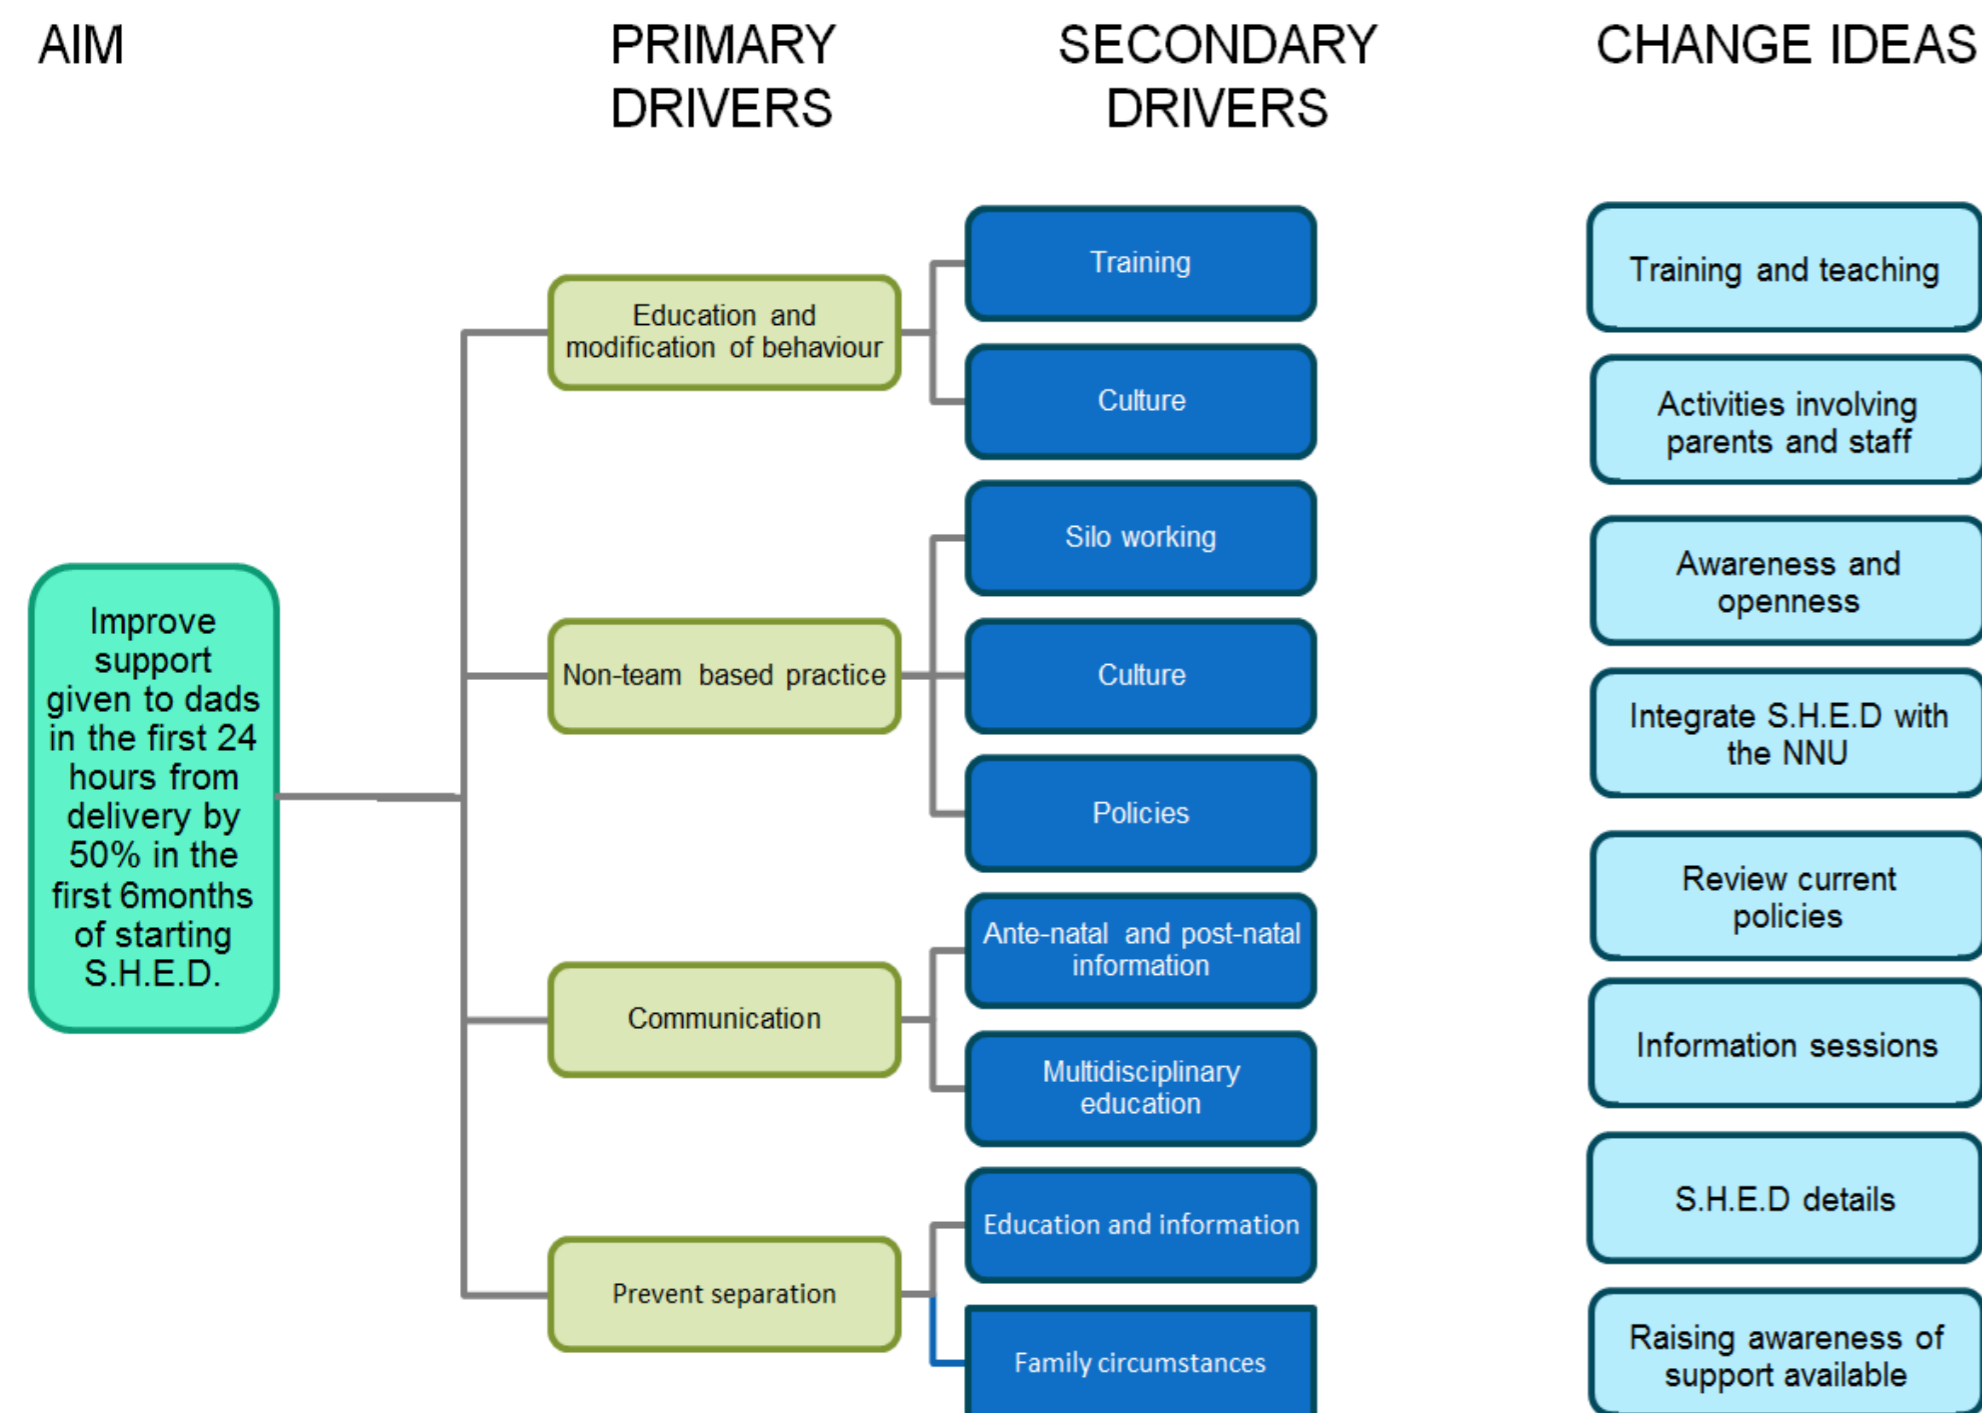 AIM
PRIMARY
DRIVERS
SECONDARY
DRIVERS
CHANGE IDEAS
Improve
support
given to dads
in the first 24
hours from
delivery by
50% in the
first 6months
of starting
S.H.E.D.
Education and
modification of behaviour
Non-team based practice
Communication
Prevent separation
Training
Culture
Silo working
Culture
Policies
Ante-natal and post-natal
information
Multidisciplinary
education
Education and information
Family circumstances
Training and teaching
Activities involving
parents and staff
Awareness and
openness
Integrate S.H.E.D with
the NNU
Review current
policies
Information sessions
S.H.E.D details
Raising awareness of
support available